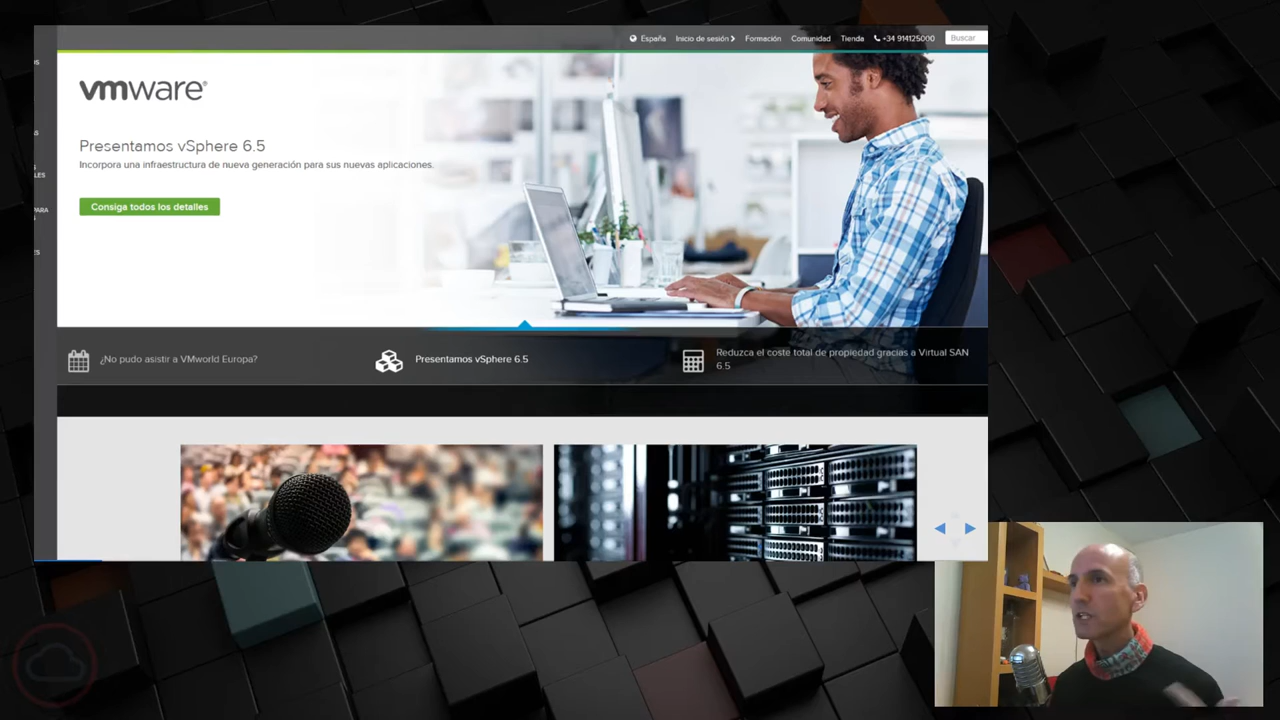 España
Inicio de sesión
Formación
Comunidad
Tienda
+34 914125000
Buscar
vmware®
Presentamos vSphere 6.5
Incorpora una infraestructura de nueva generación para sus nuevas aplicaciones.
Consiga todos los detalles
ARA
¿No pudo asistir a VMworld Europa?
Presentamos vSphere 6.5
Reduzca el coste total de propiedad gracias a Virtual SAN
6.5